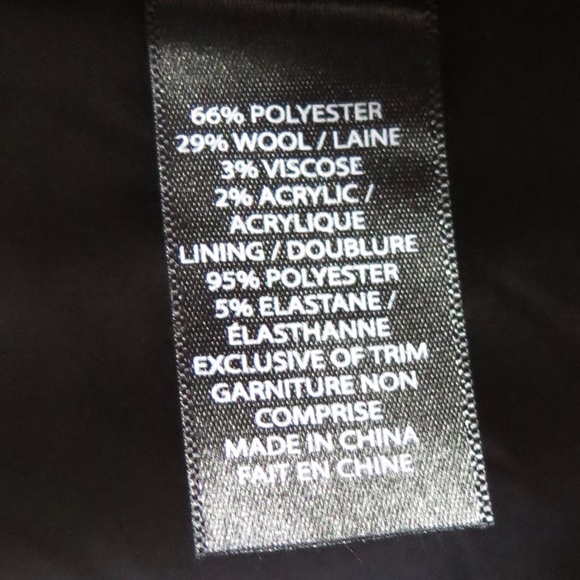 66% POLYESTER
29% WOOL / LAINE
3% VISCOSE
2% ACRYLIC /
ACRYLIQUE
LINING / DOUBLURE
95% POLYESTER
5% ELASTANE /
ÉLASTHANNE
EXCLUSIVE OF TRIM
GARNITURE NON
COMPRISE
MADE IN CHINA
FAIT EN CHINE